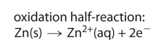 oxidation half-reaction:
Zn(s) → Zn²⁺(aq) + 2e⁻